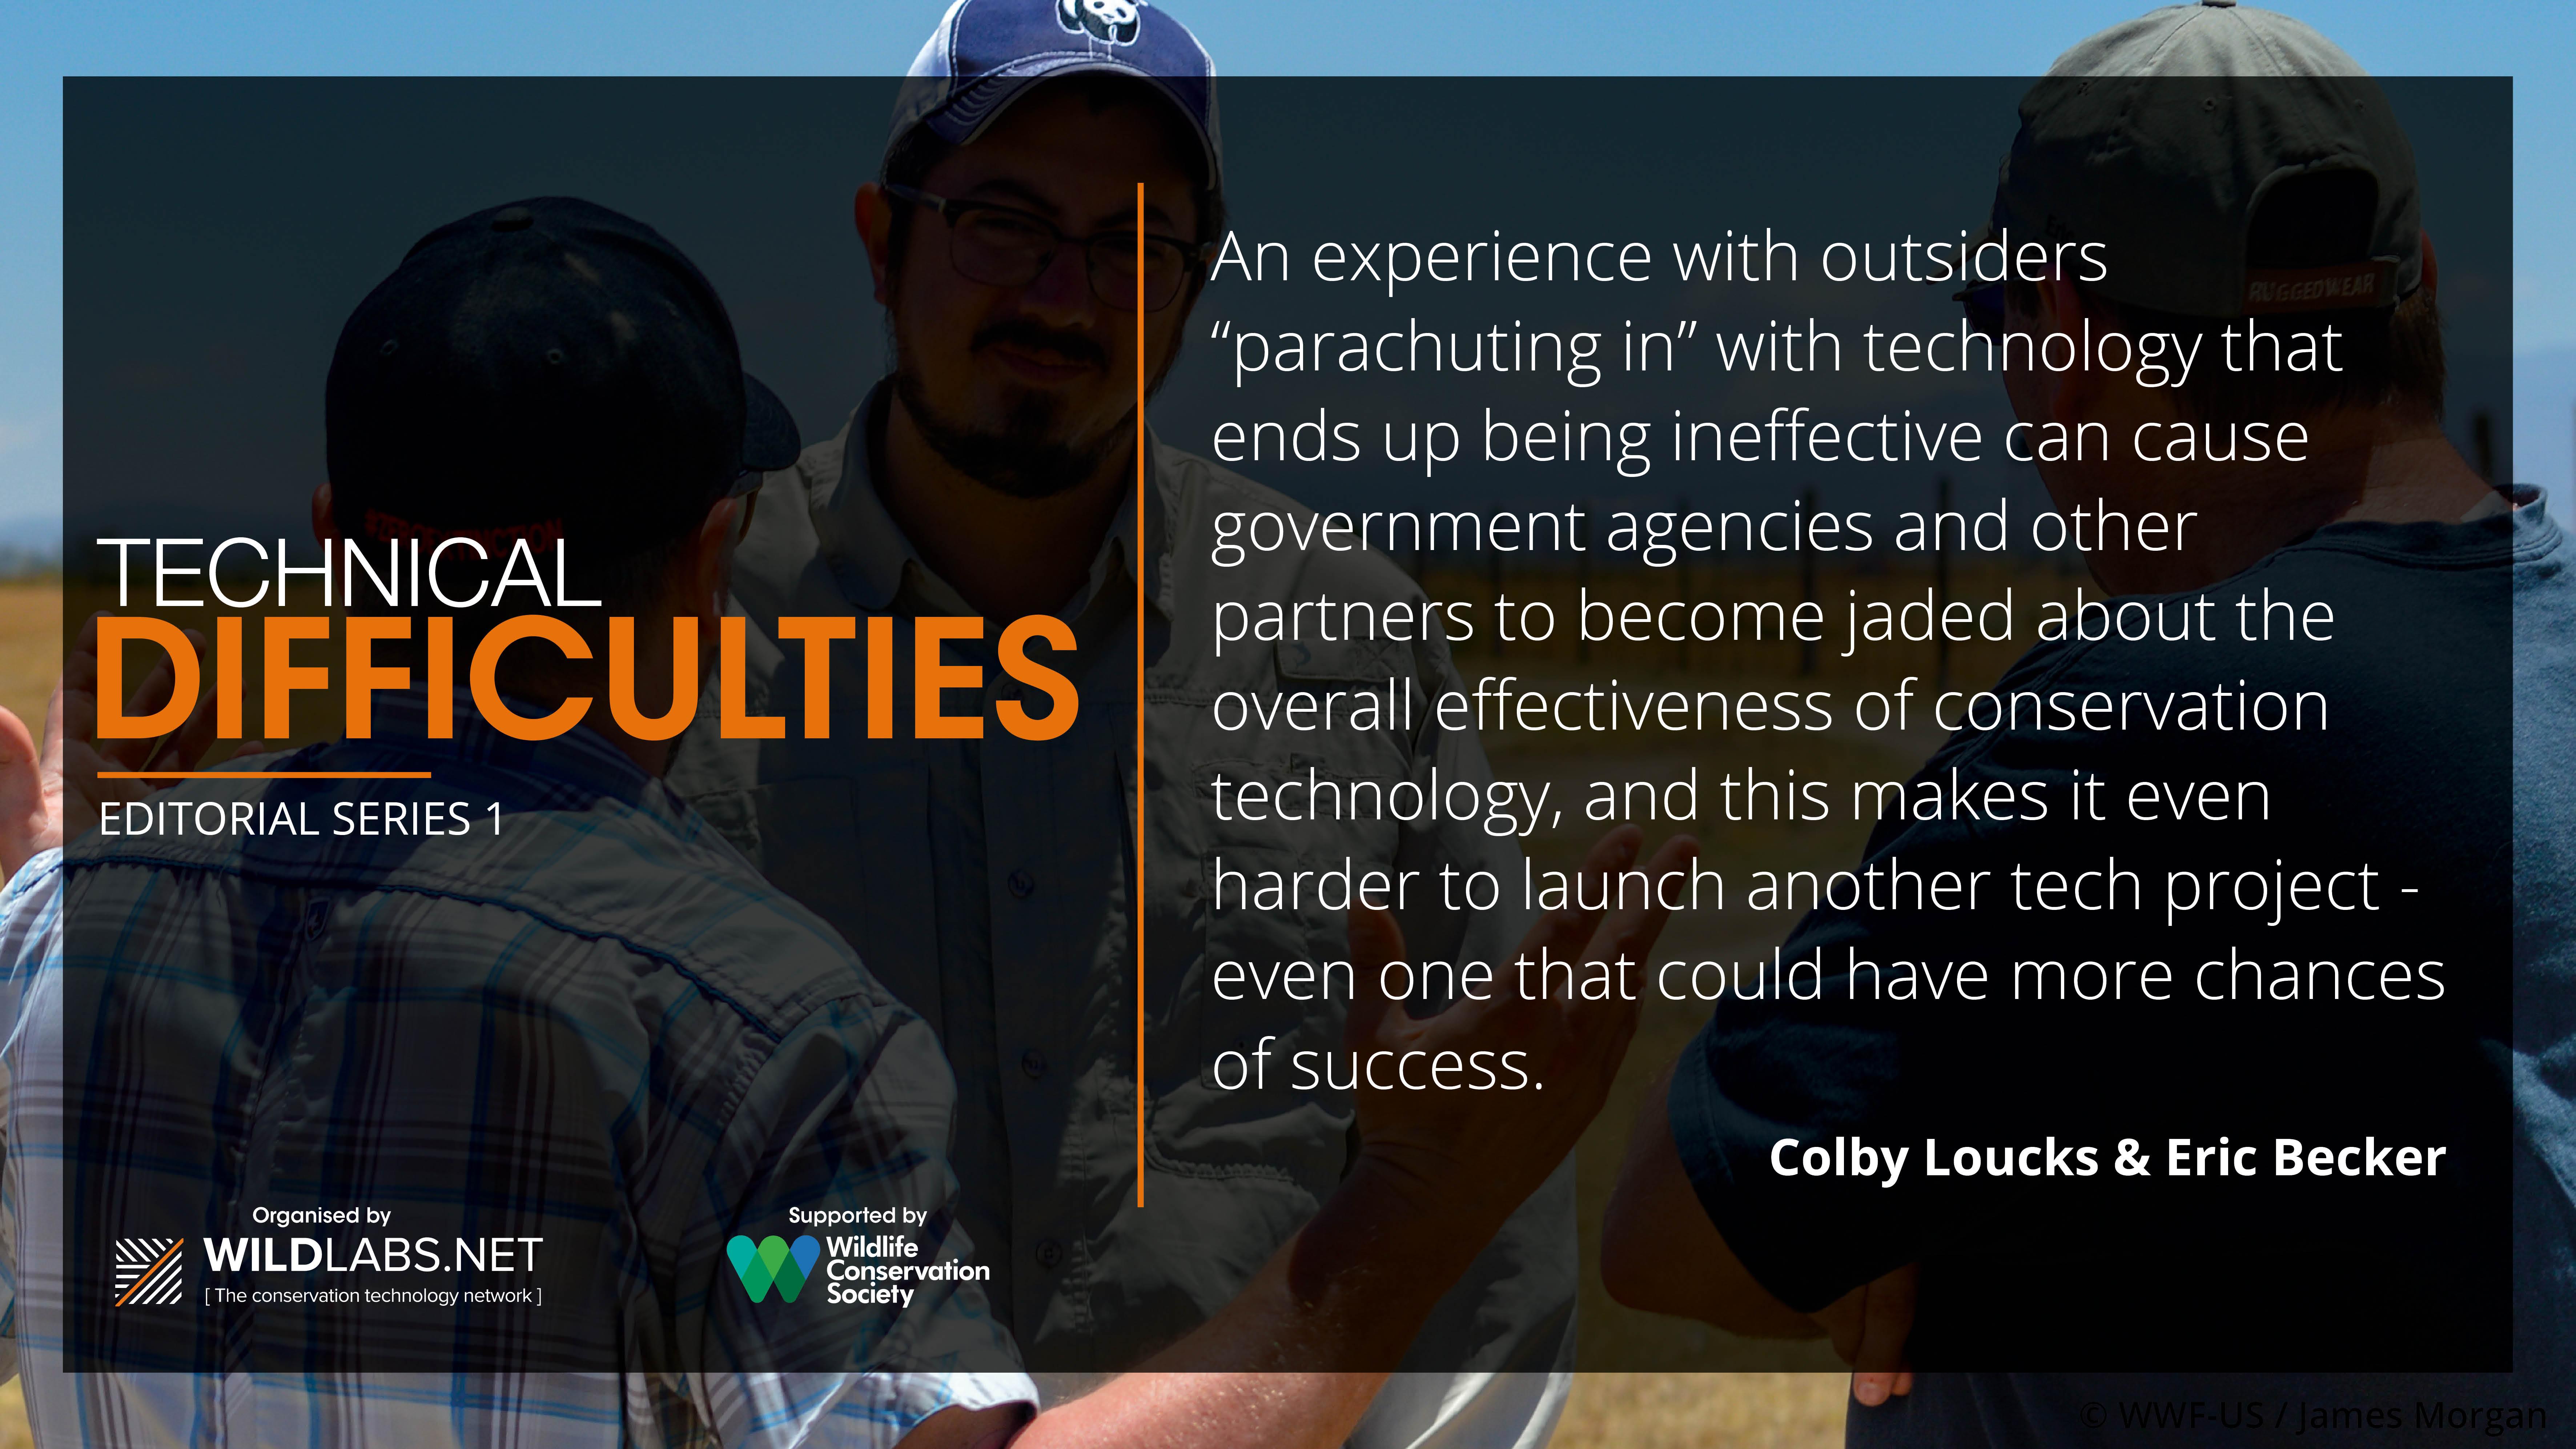 TECHNICAL
DIFFICULTIES
EDITORIAL SERIES 1
Organised by
WILDLABS.NET
[ The conservation technology network ]
Supported by
Wildlife
Conservation
Society
An experience with outsiders
“parachuting in” with technology that
ends up being ineffective can cause
government agencies and other
partners to become jaded about the
overall effectiveness of conservation
technology, and this makes it even
harder to launch another tech project -
even one that could have more chances
of success.
Colby Loucks & Eric Becker
RUGGEDWEAR
© WWF-US / James Morgan